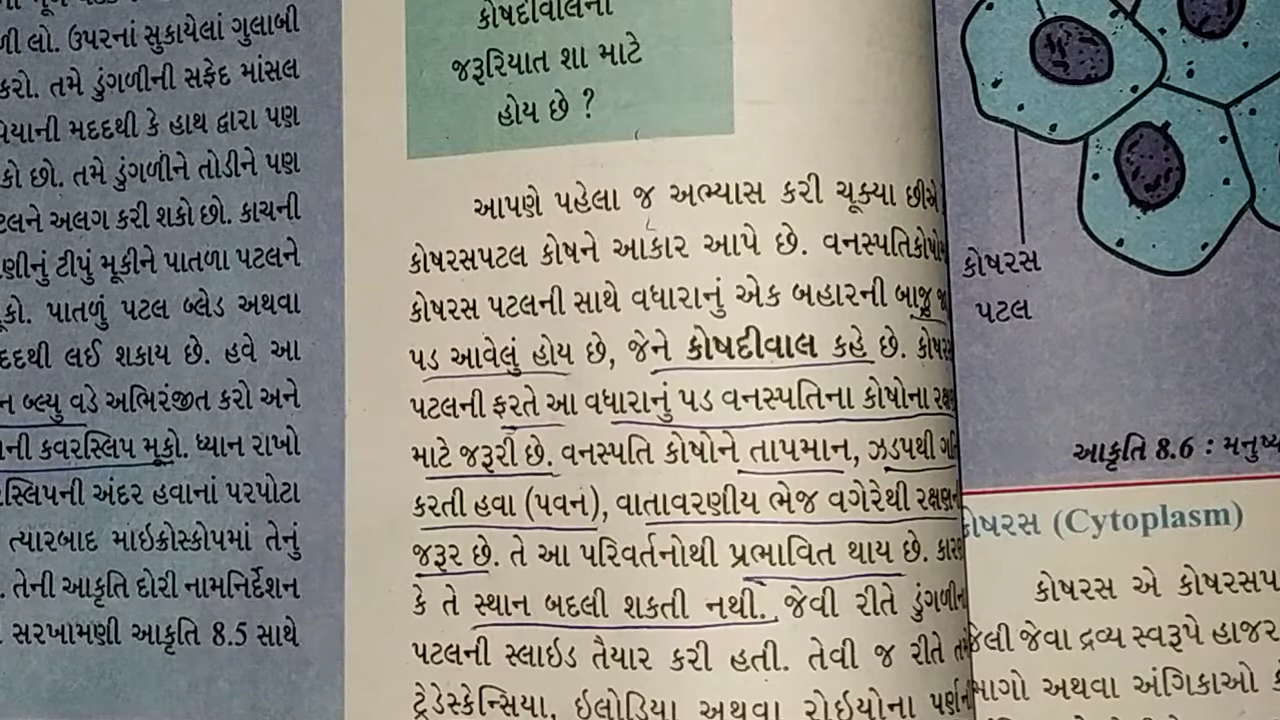 ળી લો. ઉપરનાં સુકાયેલાં ગુલાબી
કરો. તમે ડુંગળીની સફેદ માંસલ
મદદથી કે હાથ દ્વારા પણ
કો છો. તમે ડુંગળીને તોડીને પણ
ટલને અલગ કરી શકો છો. કાચની
ણીનું ટીપું મૂકીને પાતળા પટલને
કો. પાતળું પટલ બ્લેડ અથવા
દદથી લઈ શકાય છે. હવે આ
ન બ્લ્યુ વડે અભિરંજીત કરો અને
ની કવરસ્લિપ મૂકો. ધ્યાન રાખો
સ્લિપની અંદર હવાનાં પરપોટા
ત્યારબાદ માઇક્રોસ્કોપમાં તેનું
. તેની આકૃતિ દોરી નામનિર્દેશન
સરખામણી આકૃતિ 8.5 સાથે
કોષદીવાલની
જરૂરિયાત શા માટે
હોય છે ?
આપણે પહેલા જ અભ્યાસ કરી ચૂક્યા છીએ
કોષરસપટલ કોષને આકાર આપે છે. વનસ્પતિકોષો
કોષરસ પટલની સાથે વધારાનું એક બહારની બાજુ
પડ આવેલું હોય છે, જેને કોષદીવાલ કહે છે. કોષરસ
પટલની ફરતે આ વધારાનું પડ વનસ્પતિના કોષોના
માટે જરૂરી છે. વનસ્પતિ કોષોને તાપમાન, ઝડપથી ગતિ
કરતી હવા (પવન), વાતાવરણીય ભેજ વગેરેથી રક્ષણ
જરૂર છે. તે આ પરિવર્તનોથી પ્રભાવિત થાય છે. કારણ
કે તે સ્થાન બદલી શકતી નથી. જેવી રીતે ડુંગળીના
પટલની સ્લાઇડ તૈયાર કરી હતી. તેવી જ રીતે
ટ્રેડેસ્કેન્સિયા, ઇલોડિયા અથવા રોઇયોના પર્ણની
કોષરસ
પટલ
આકૃતિ 8.6 : મનુષ્ય
કોષરસ (Cytoplasm)
કોષરસ એ કોષરસપ
જેલી જેવા દ્રવ્ય સ્વરૂપે હાજર
ભાગો અથવા અંગિકાઓ